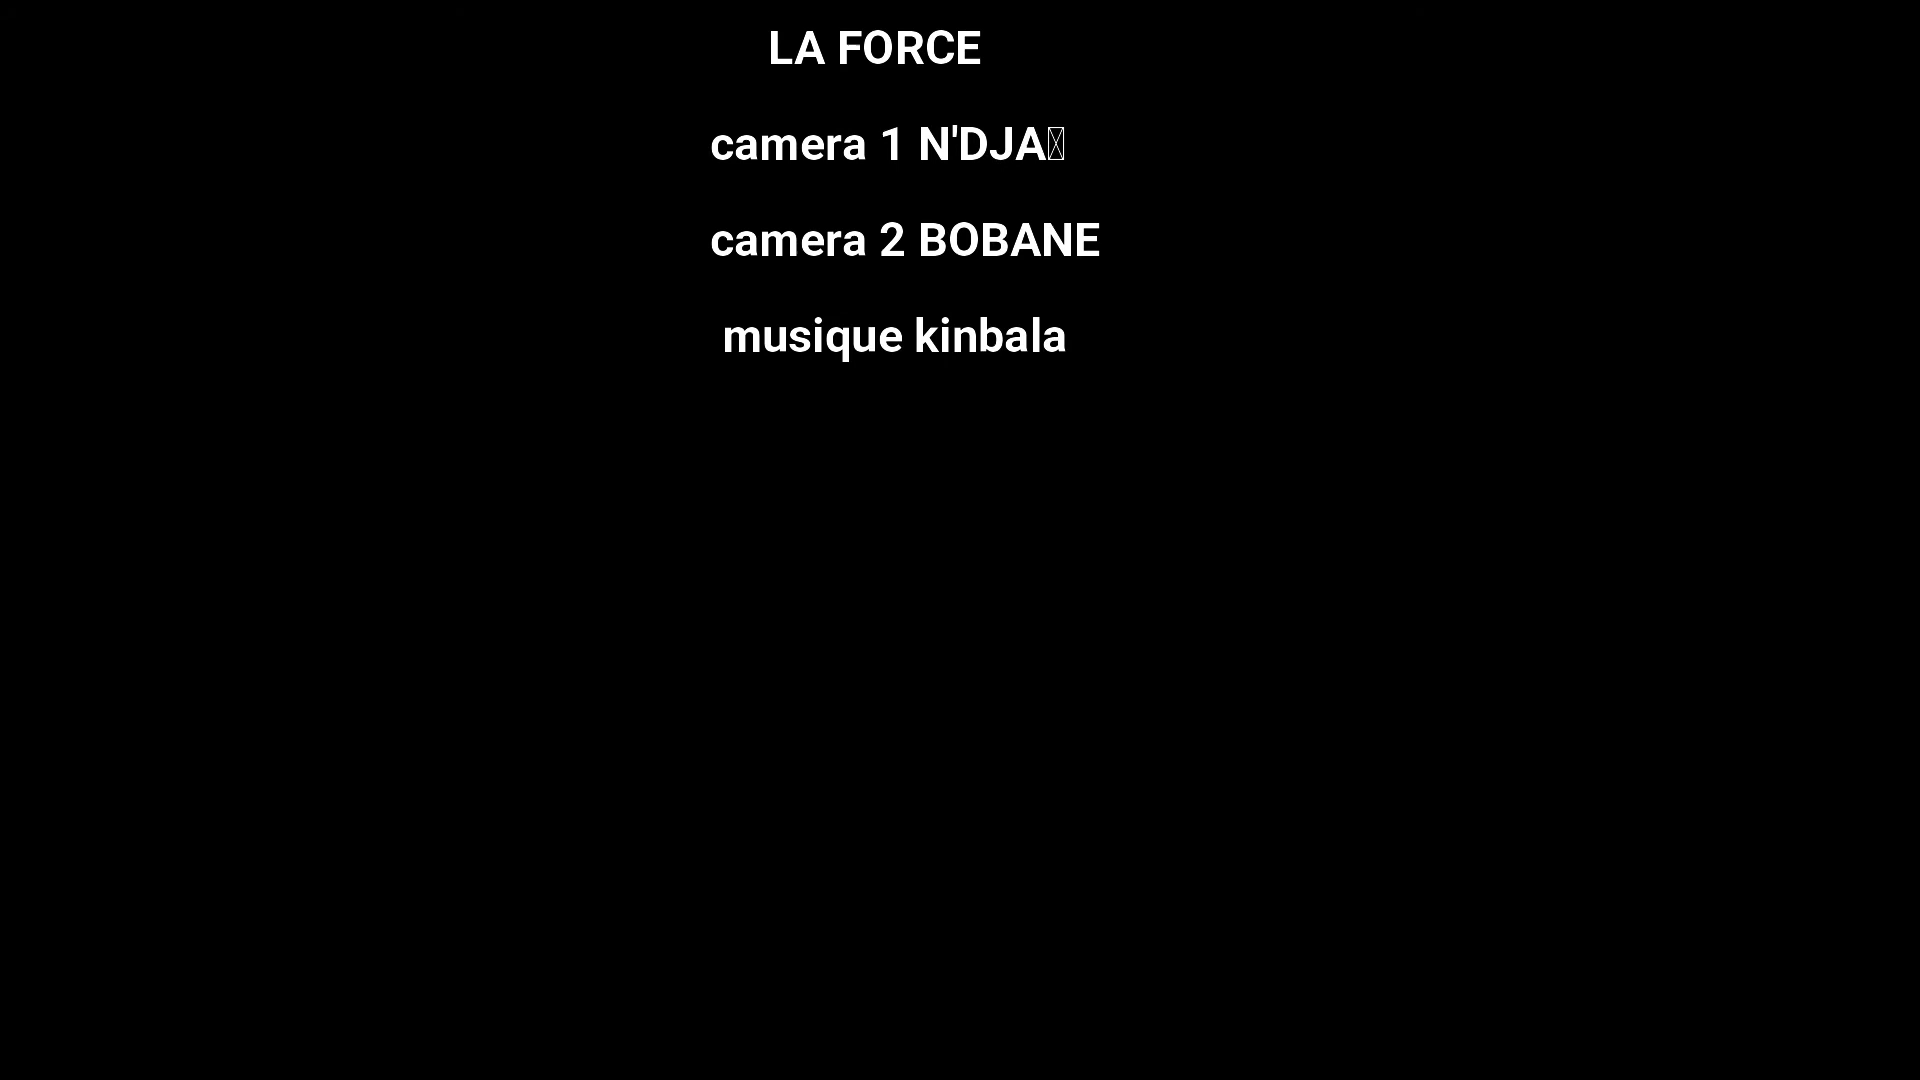 LA FORCE
camera 1 N'DJA
camera 2 BOBANE
musique kinbala